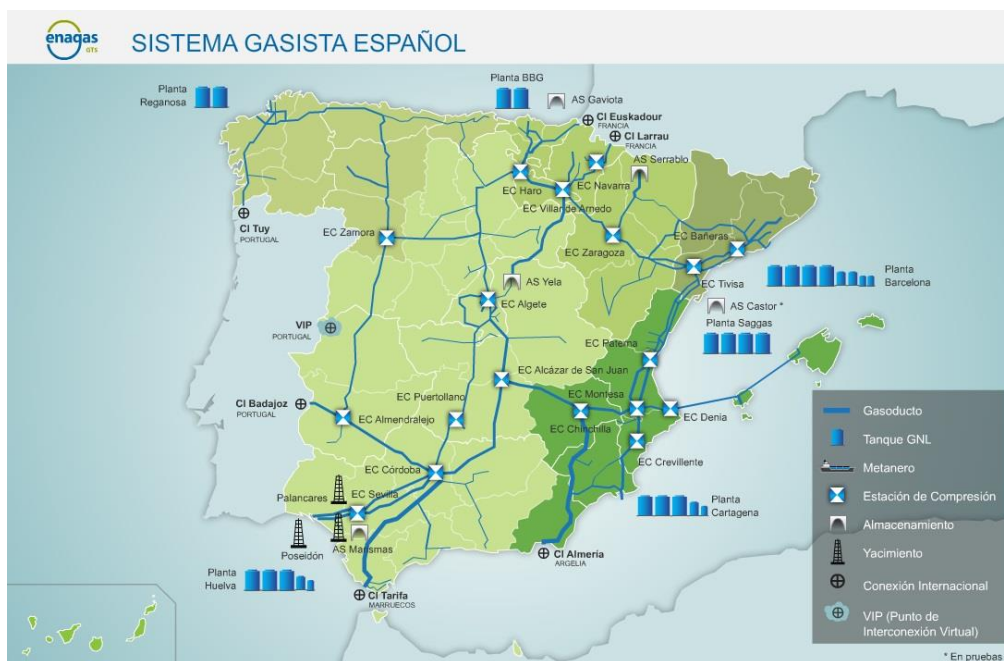 enagas
GTS
SISTEMA GASISTA ESPAÑOL
Planta
Reganosa
Planta BBG
AS Gaviota
CI Euskadour
FRANCIA
CI Larrau
FRANCIA
AS Serrablo
EC Haro
EC Navarra
EC Villar de Arnedo
CI Tuy
PORTUGAL
EC Zamora
EC Zaragoza
EC Bañeras
EC Tivisa
Planta
Barcelona
AS Yela
EC Algete
AS Castor *
Planta Saggas
VIP
PORTUGAL
EC Paterna
EC Alcázar de San Juan
CI Badajoz
PORTUGAL
EC Almendralejo
EC Puertollano
EC Montesa
EC Chinchilla
EC Denia
EC Crevillente
EC Córdoba
EC Sevilla
Palancares
Poseidón
AS Marismas
Planta
Cartagena
Planta
Huelva
CI Almería
ARGELIA
CI Tarifa
MARRUECOS
Gasoducto
Tanque GNL
Metanero
Estación de Compresión
Almacenamiento
Yacimiento
Conexión Internacional
VIP (Punto de
Interconexión Virtual)
* En pruebas